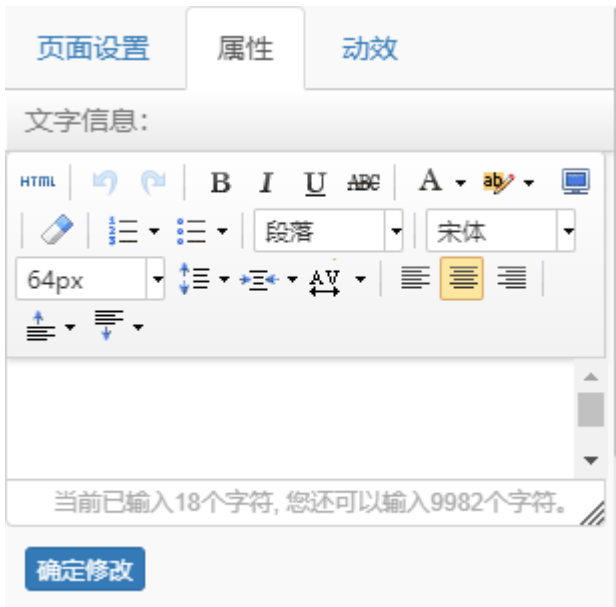 页面设置 属性 动效
文字信息：
HTML B I U ABC A ab
段落 宋体
64px AV
当前已输入18个字符, 您还可以输入9982个字符。
确定修改